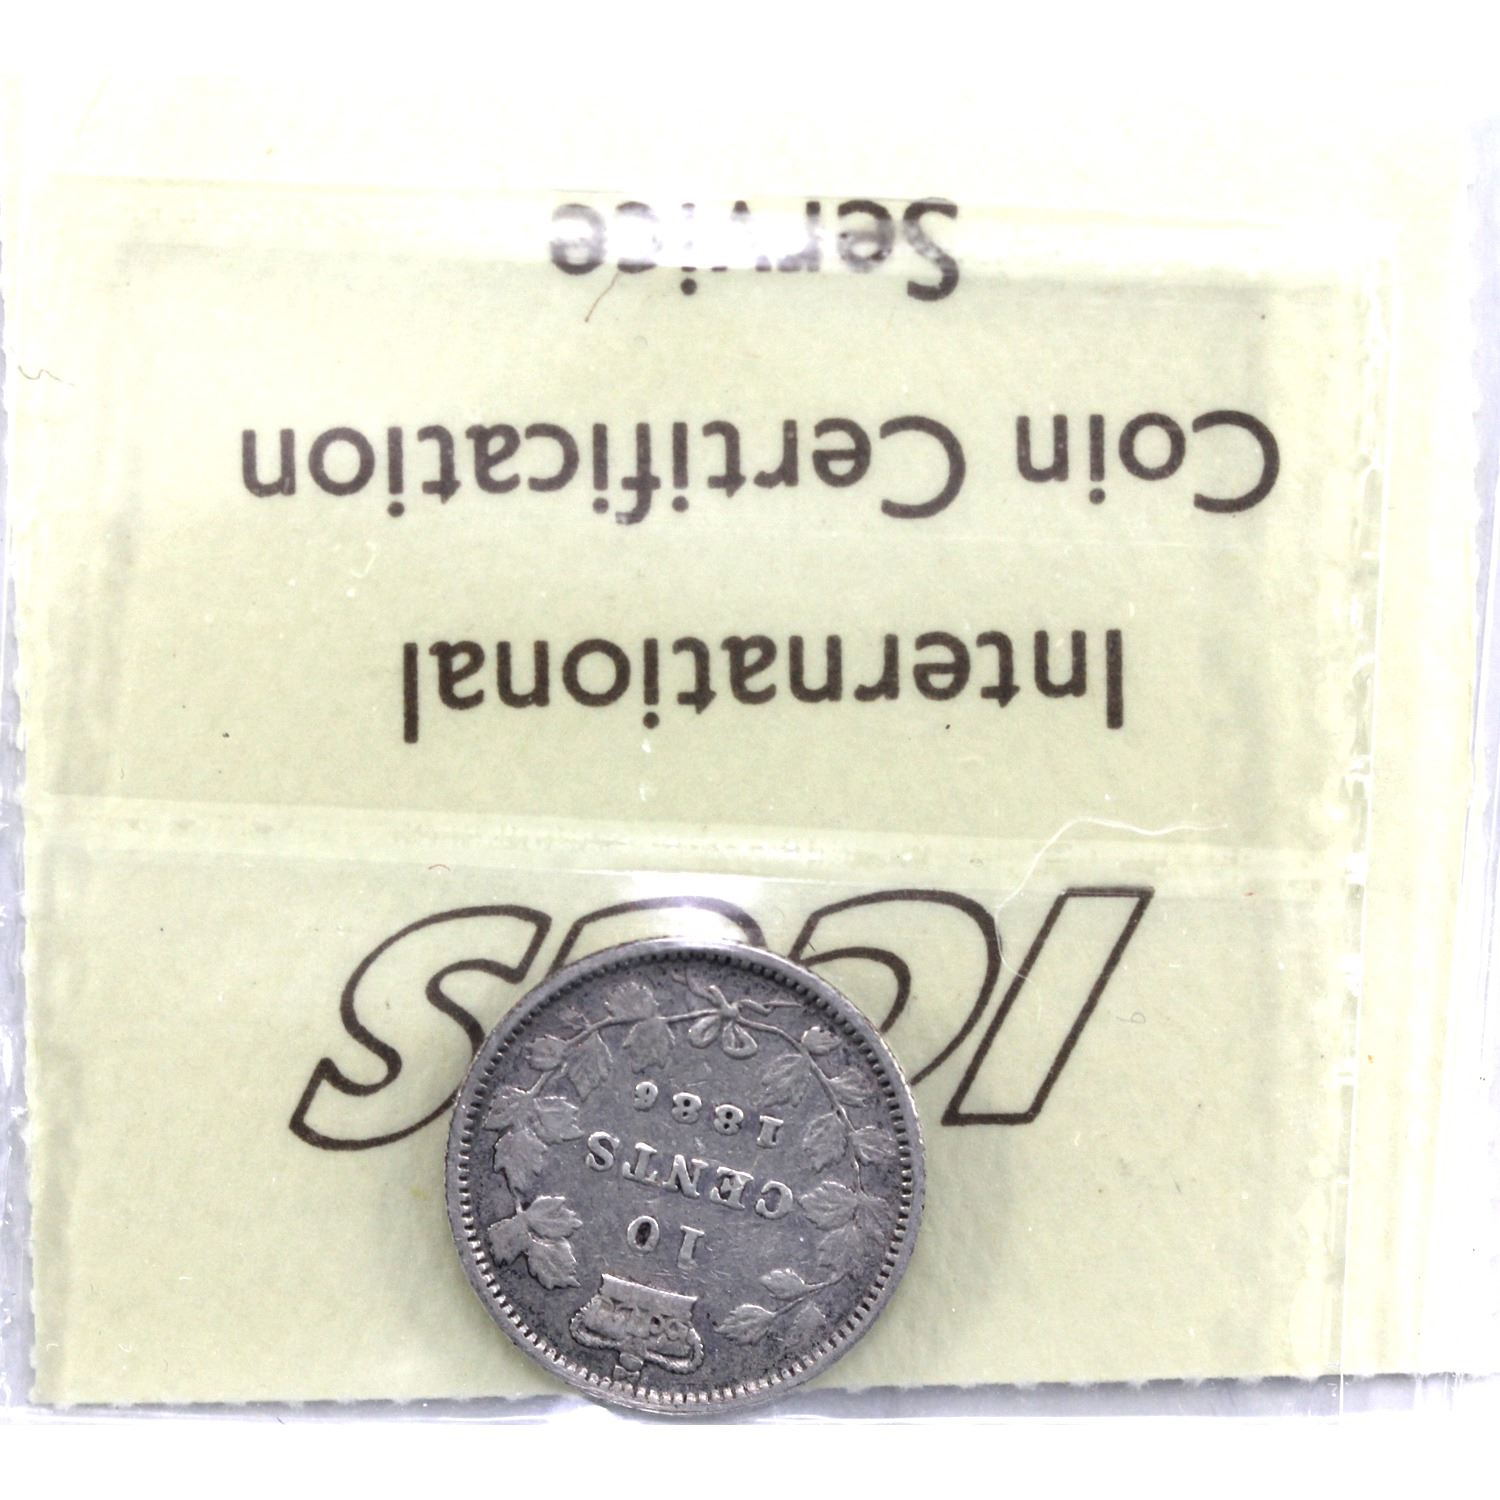 ICCS
International
Coin Certification
Service
10
CENTS
1886